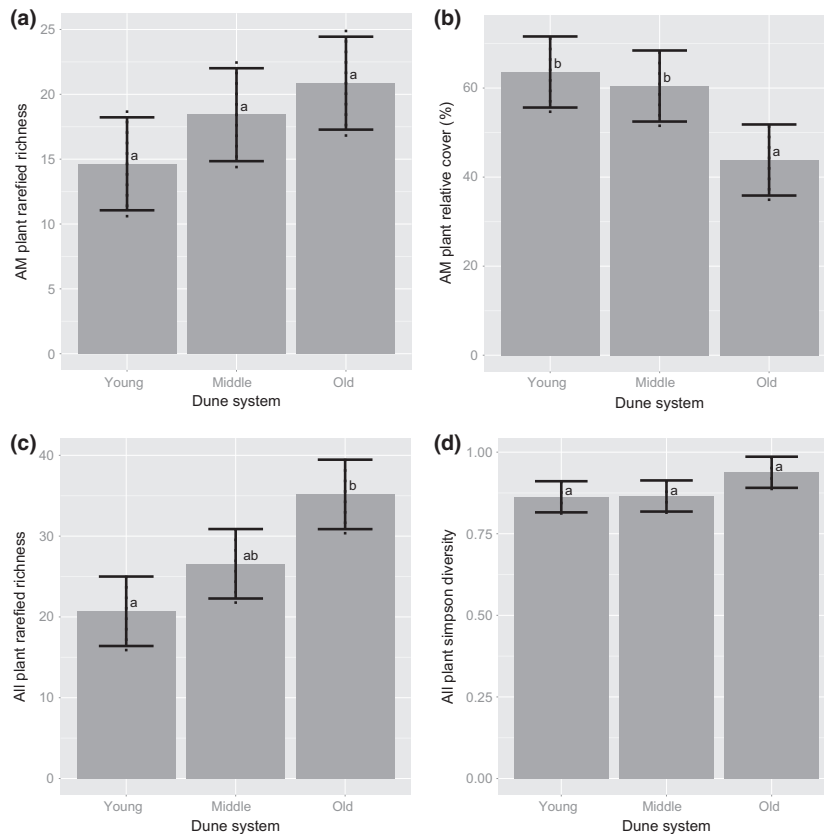 (a)
AM plant rarefied richness
25
20
15
10
5
0
a
a
a
Young Middle Old
Dune system
(b)
AM plant relative cover (%)
60
40
20
0
b
b
a
Young Middle Old
Dune system
(c)
All plant rarefied richness
40
30
20
10
0
a
ab
b
Young Middle Old
Dune system
(d)
All plant simpson diversity
1.00
0.75
0.50
0.25
0.00
a
a
a
Young Middle Old
Dune system